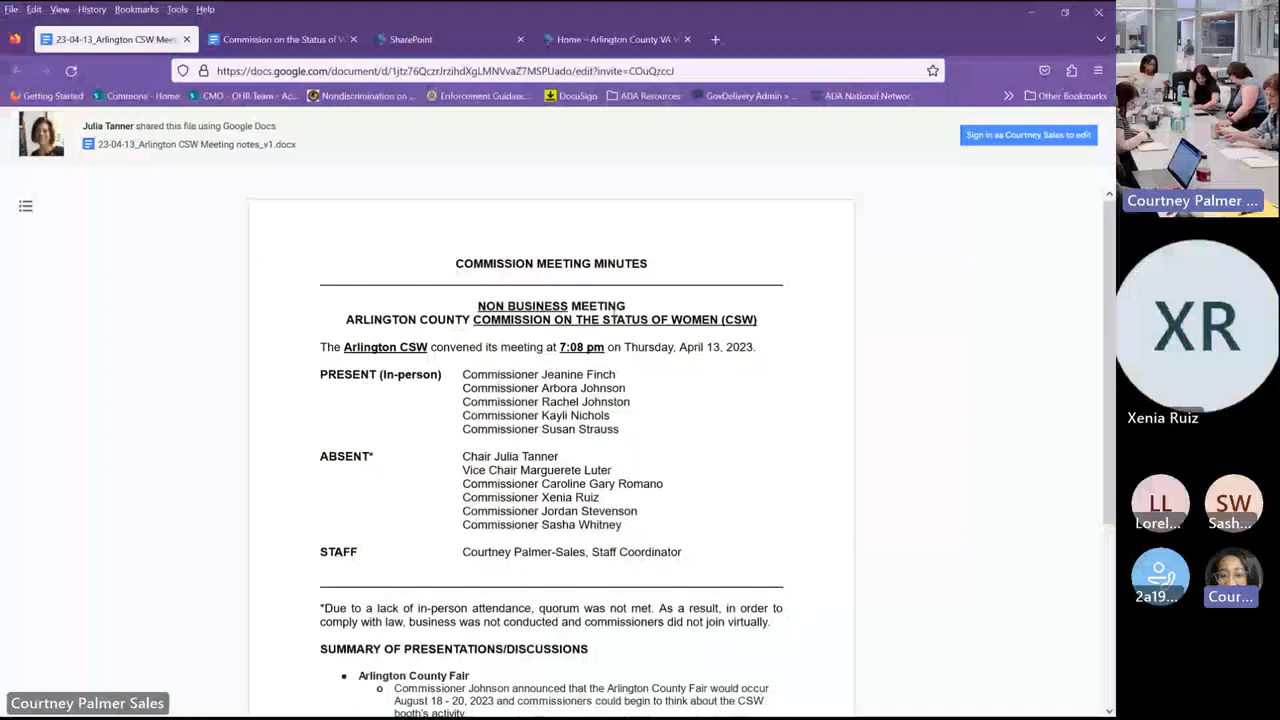 File Edit View History Bookmarks Tools Help
23-04-13_Arlington CSW Mee
Commission on the Status of V
SharePoint
Home – Arlington County VA
https://docs.google.com/document/d/1jtz76QczrJrzihdXgLMNVvaZ7MSPUado/edit?invite=COuQzccJ
Getting Started Commons - Home CMO - OHR Team - Ac... Nondiscrimination on ... Enforcement Guidau... DocuSign ADA Resources GovDelivery Admin » ... ADA National Networ... Other Bookmarks
Julia Tanner shared this file using Google Docs
23-04-13_Arlington CSW Meeting notes_v1.docx
Sign in as Courtney.Sales to edit
COMMISSION MEETING MINUTES
NON BUSINESS MEETING
ARLINGTON COUNTY COMMISSION ON THE STATUS OF WOMEN (CSW)
The Arlington CSW convened its meeting at 7:08 pm on Thursday, April 13, 2023.
PRESENT (In-person) Commissioner Jeanine Finch
Commissioner Arbora Johnson
Commissioner Rachel Johnston
Commissioner Kayli Nichols
Commissioner Susan Strauss
ABSENT* Chair Julia Tanner
Vice Chair Marguerete Luter
Commissioner Caroline Gary Romano
Commissioner Xenia Ruiz
Commissioner Jordan Stevenson
Commissioner Sasha Whitney
STAFF Courtney Palmer-Sales, Staff Coordinator
*Due to a lack of in-person attendance, quorum was not met. As a result, in order to
comply with law, business was not conducted and commissioners did not join virtually.
SUMMARY OF PRESENTATIONS/DISCUSSIONS
● Arlington County Fair
o Commissioner Johnson announced that the Arlington County Fair would occur
August 18 - 20, 2023 and commissioners could begin to think about the CSW
booth's activity.
Courtney Palmer Sales
Courtney Palmer ...
XR
Xenia Ruiz
LL
Lorel...
SW
Sash...
2a19...
Cour...